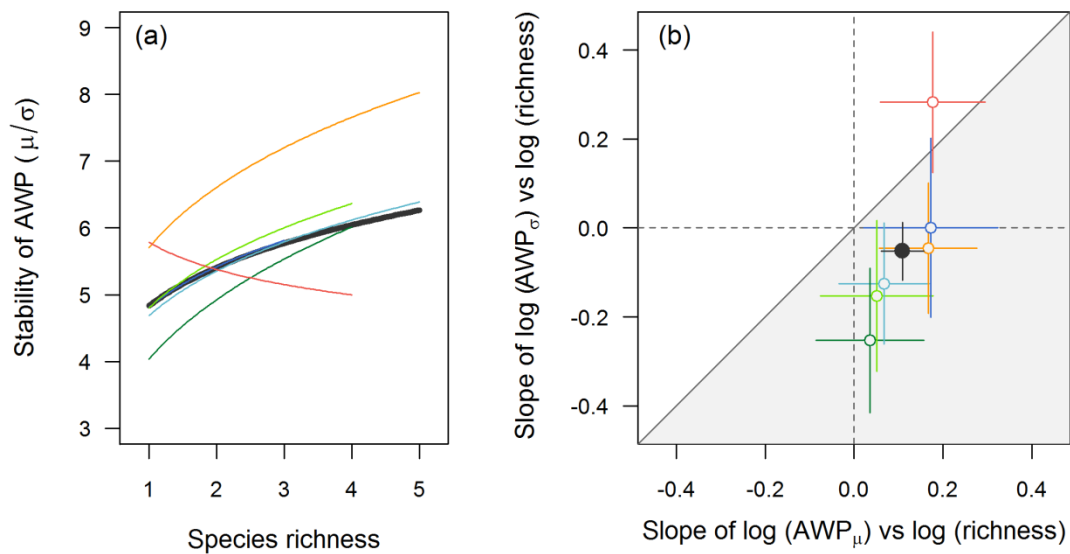 (a)
Stability of AWP (μ/σ)
9
8
7
6
5
4
3
1 2 3 4 5
Species richness
(b)
Slope of log (AWPσ) vs log (richness)
0.4
0.2
0.0
-0.2
-0.4
-0.4 -0.2 0.0 0.2 0.4
Slope of log (AWPμ) vs log (richness)